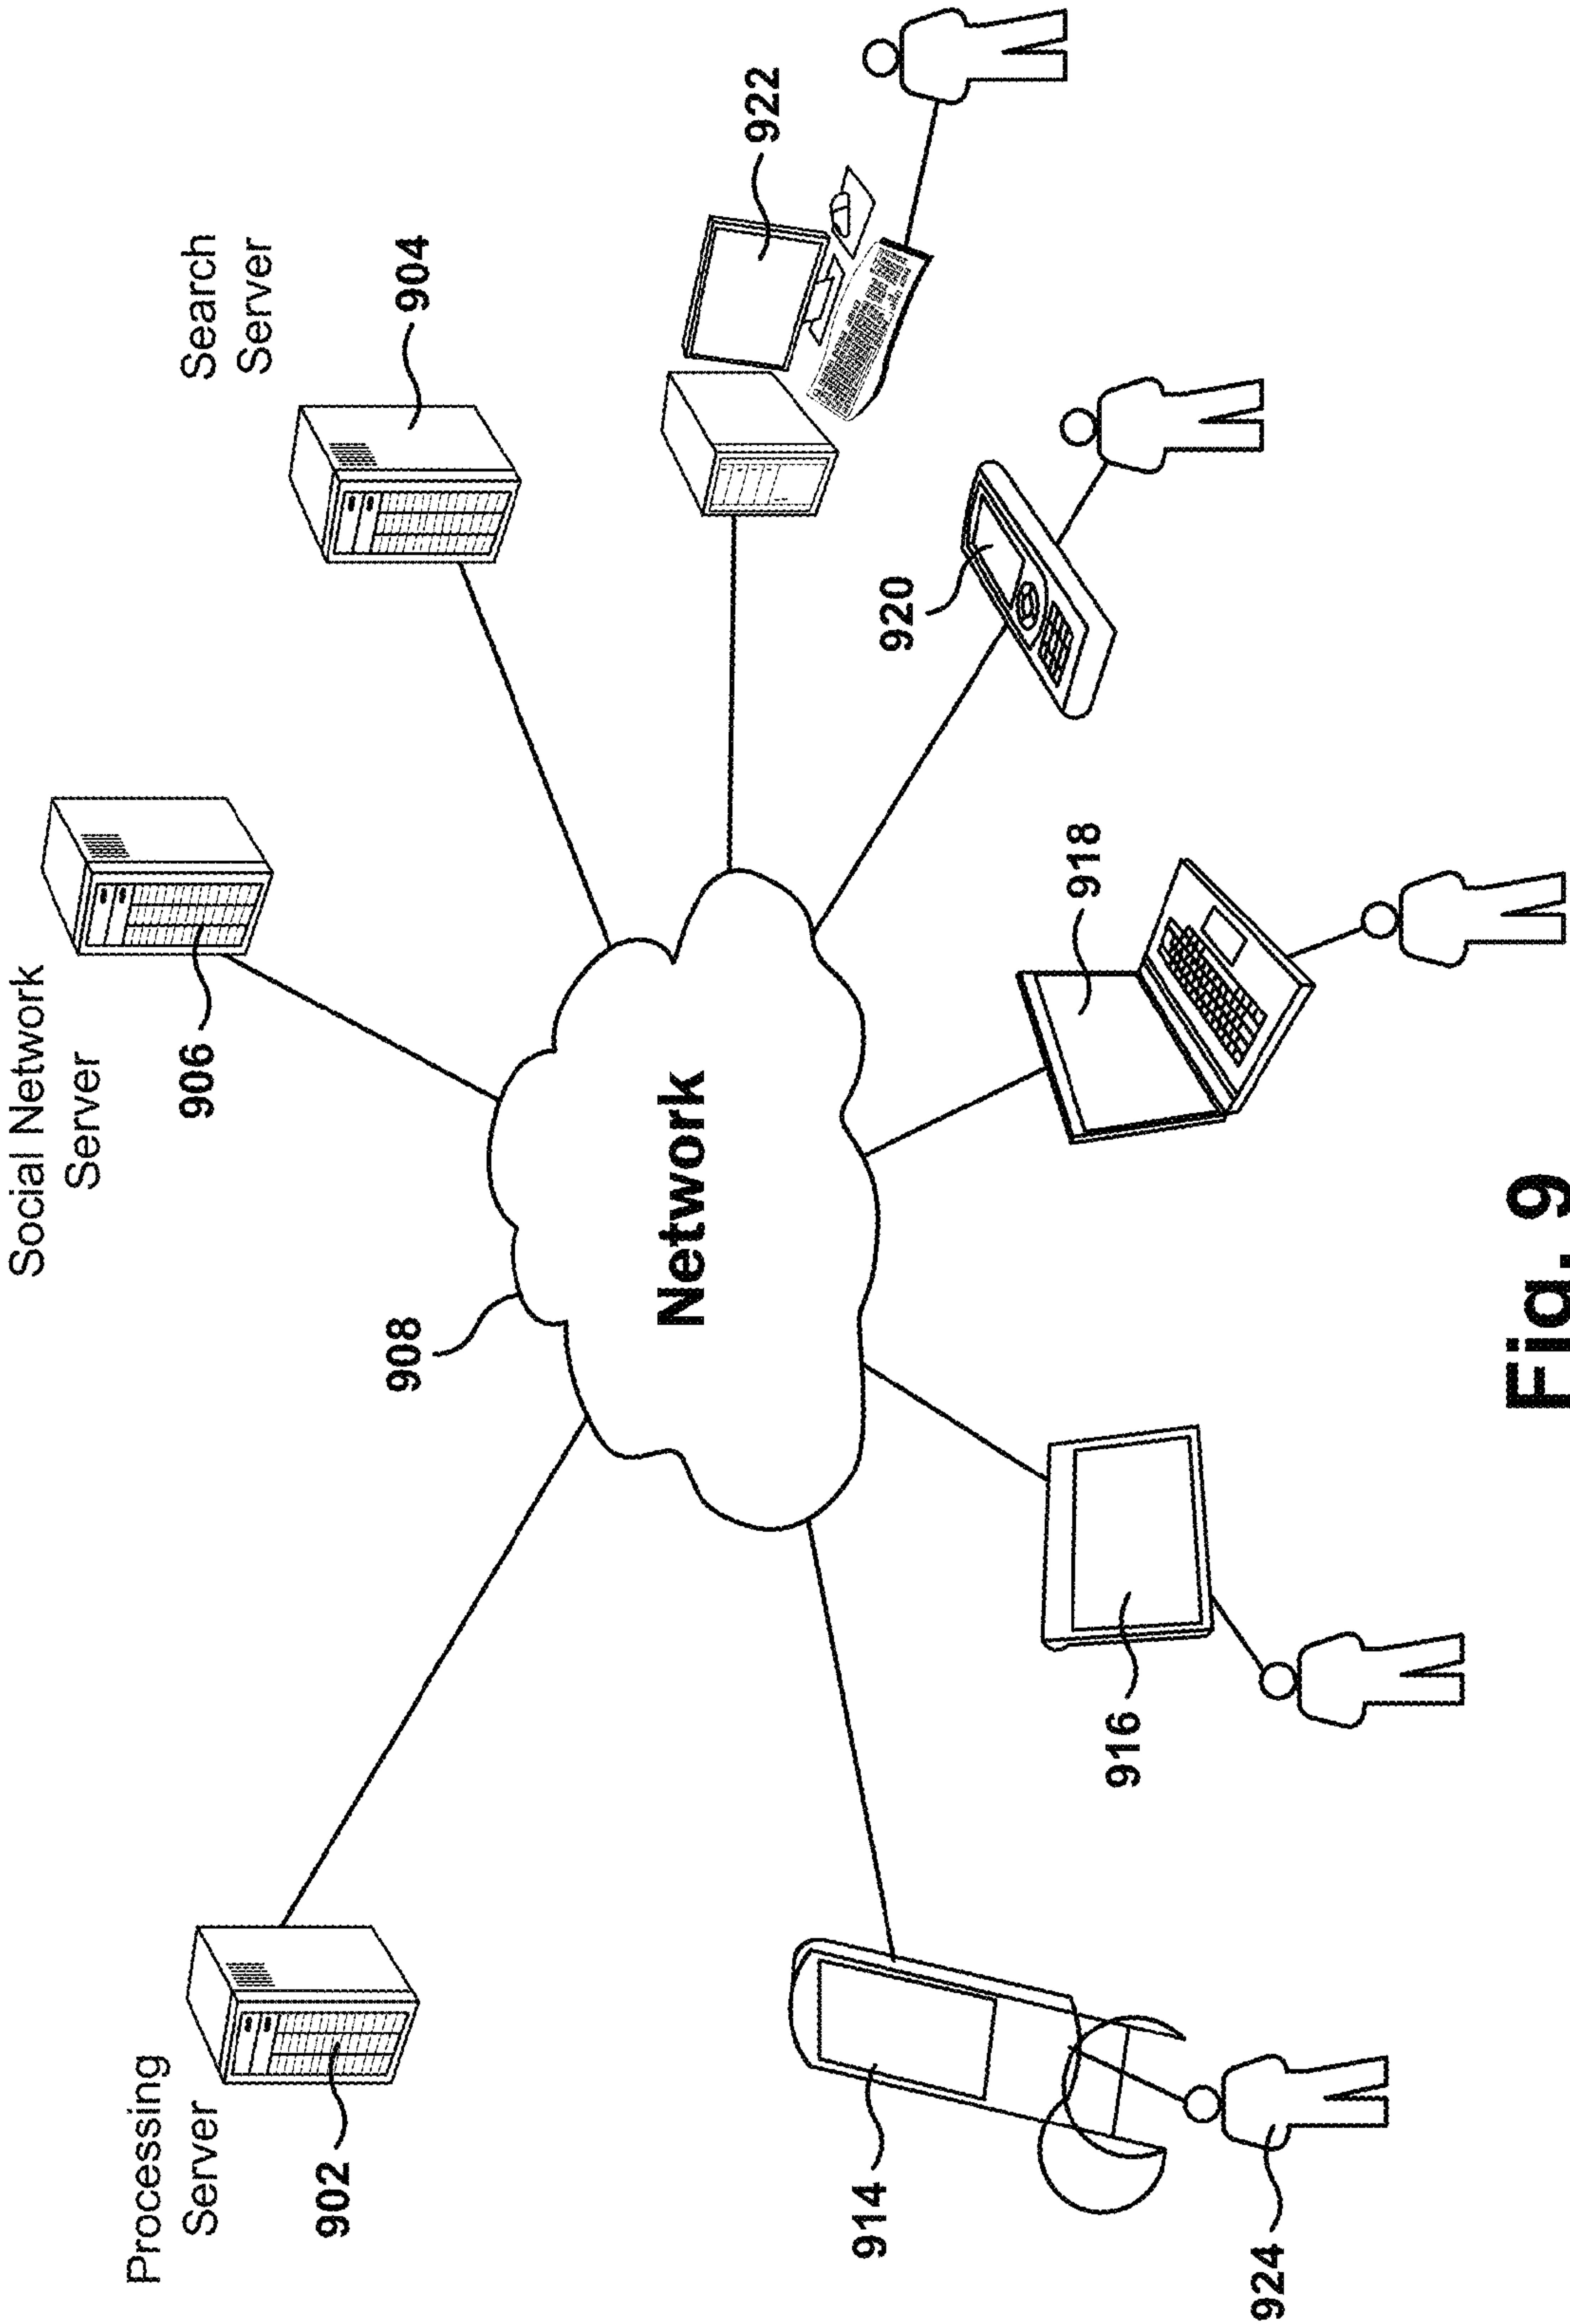 Processing
Server
902
Social Network
Server
906
Search
Server
904
908
Network
922
920
918
916
914
924
Fig. 9